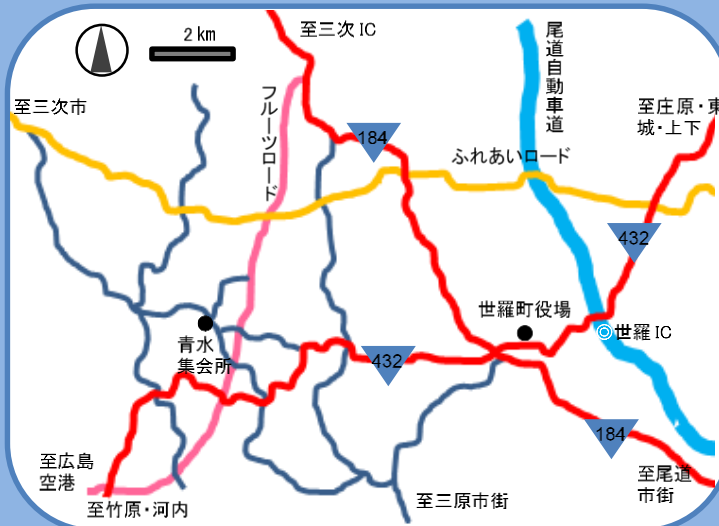 2 km
至三次 IC
尾道自動車道
フルーツロード
至三次市
至庄原・東
城・上下
184
ふれあいロード
432
世羅町役場
世羅 IC
青水
集会所
432
184
至広島
空港
至尾道
市街
至三原市街
至竹原・河内